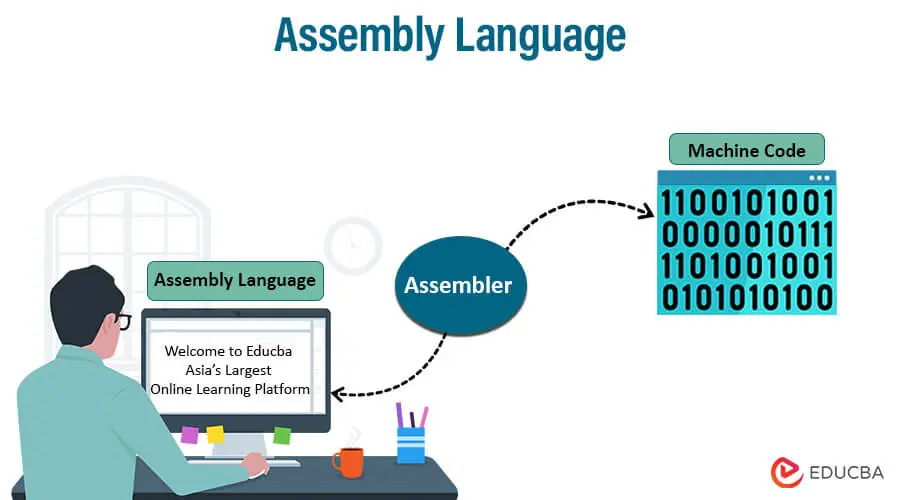 Assembly Language
Machine Code
1100101001
0000010111
1101001001
0101010100
Assembly Language
Assembler
Welcome to Educba
Asia's Largest
Online Learning Platform
EDUCBA